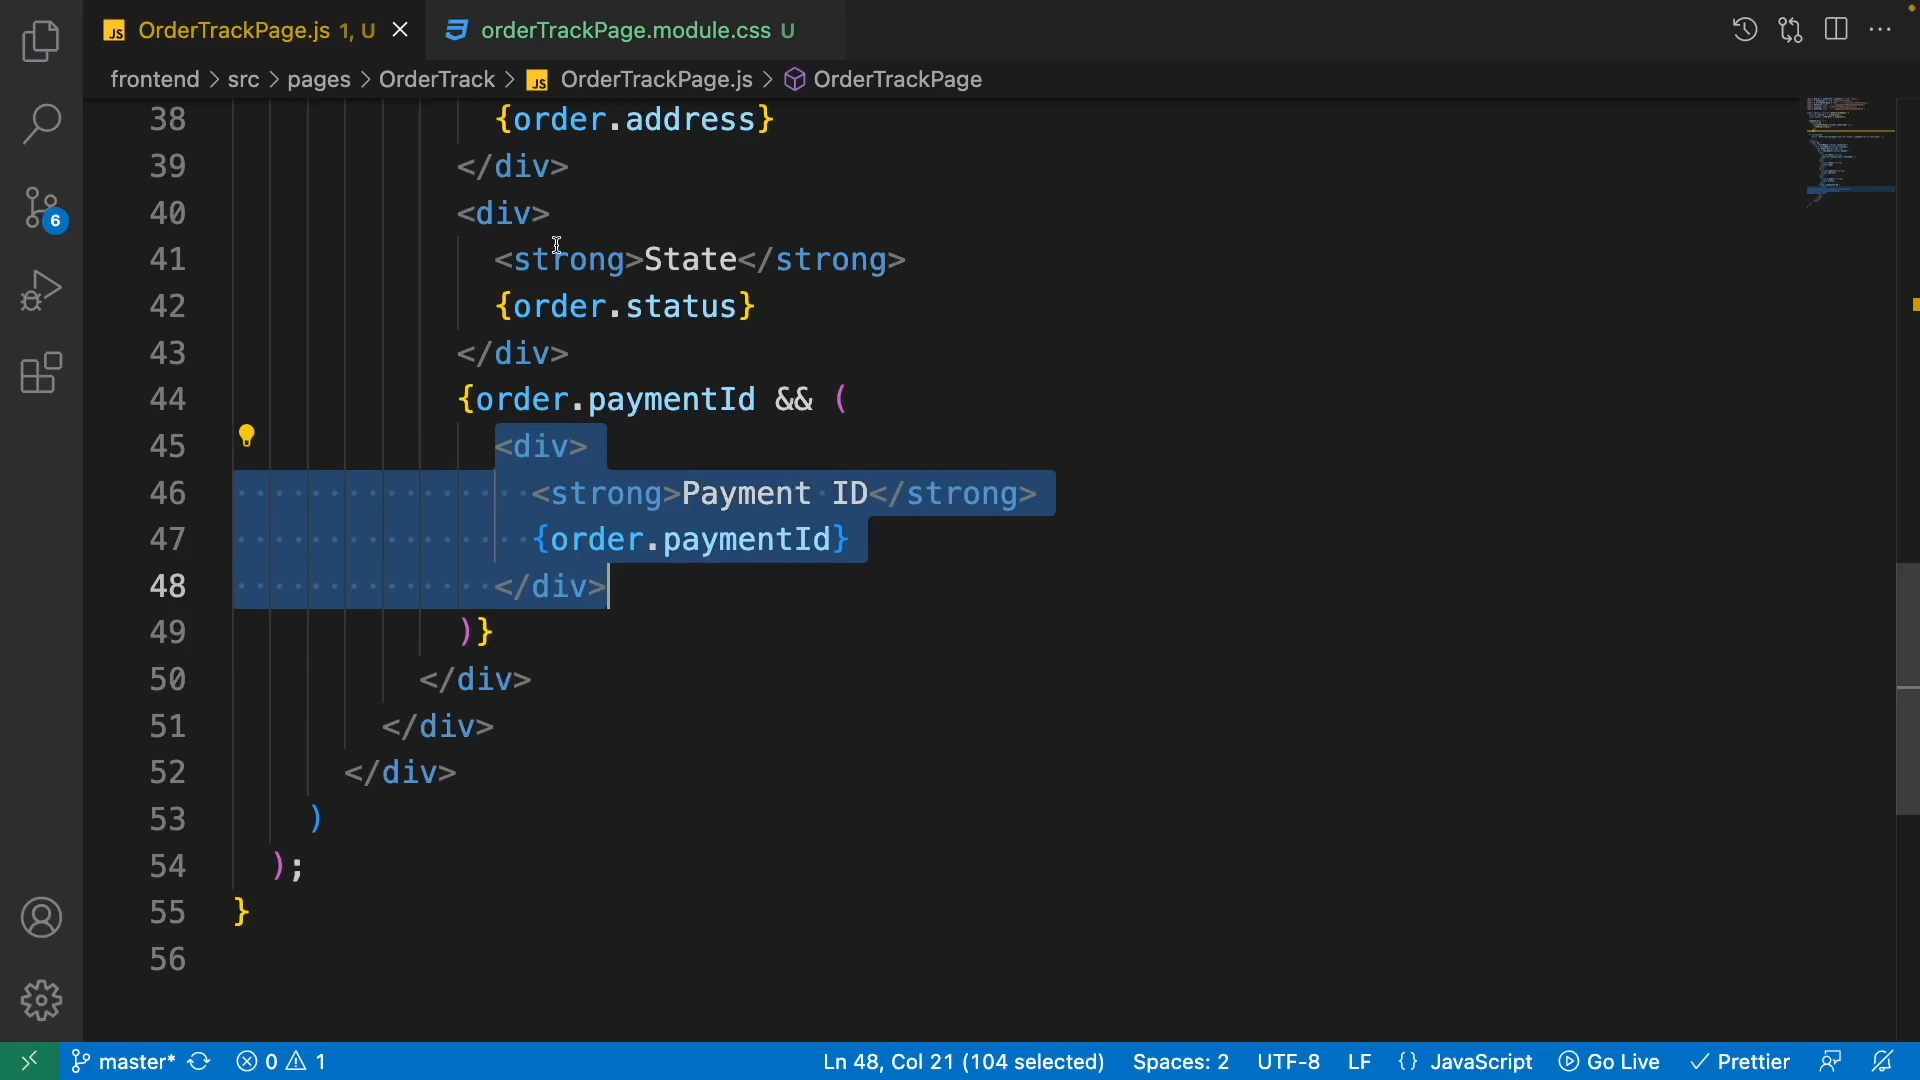 JS OrderTrackPage.js 1, U
orderTrackPage.module.css U
frontend > src > pages > OrderTrack > JS OrderTrackPage.js > OrderTrackPage
38 {order.address}
39 </div>
40 <div>
41 <strong>State</strong>
42 {order.status}
43 </div>
44 {order.paymentId && (
45 <div>
46 <strong>Payment ID</strong>
47 {order.paymentId}
48 </div>
49 )}
50 </div>
51 </div>
52 </div>
53 )
54 );
55 }
56
6
master* 0 1 Ln 48, Col 21 (104 selected) Spaces: 2 UTF-8 LF {} JavaScript Go Live Prettier